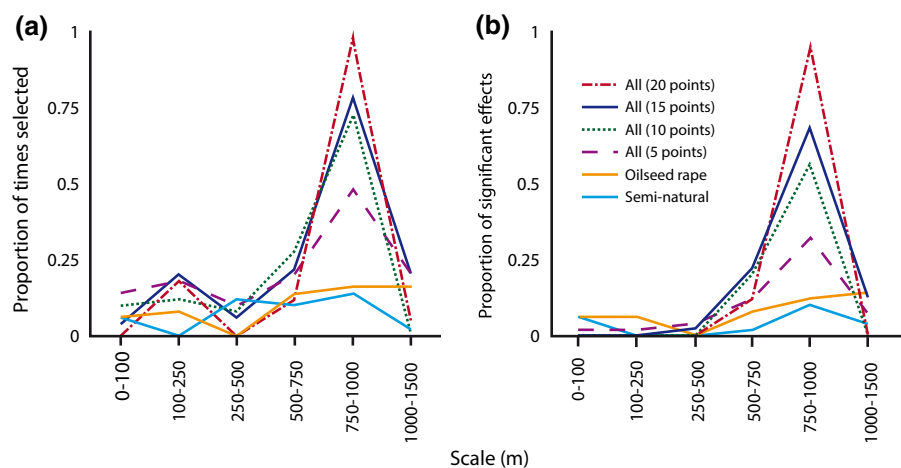 (a)
Proportion of times selected
1
0.75
0.5
0.25
0
0-100
100-250
250-500
500-750
750-1000
1000-1500
(b)
Proportion of significant effects
1
0.75
0.5
0.25
0
All (20 points)
All (15 points)
All (10 points)
All (5 points)
Oilseed rape
Semi-natural
0-100
100-250
250-500
500-750
750-1000
1000-1500
Scale (m)